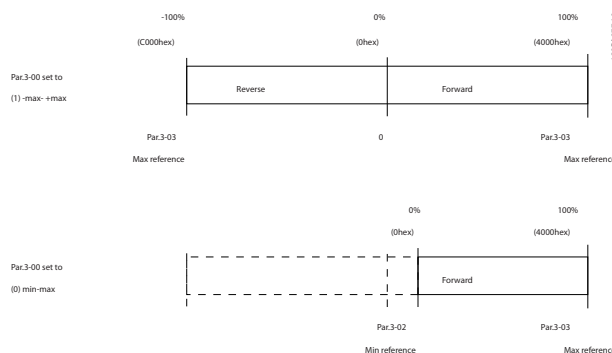 -100% 0% 100%
(C000hex) (0hex) (4000hex)
Par.3-00 set to
(1) -max- +max
Reverse Forward
Par.3-03 0 Par.3-03
Max reference Max reference
0% 100%
(0hex) (4000hex)
Par.3-00 set to
(0) min-max
Forward
Par.3-02 Par.3-03
Min reference Max reference